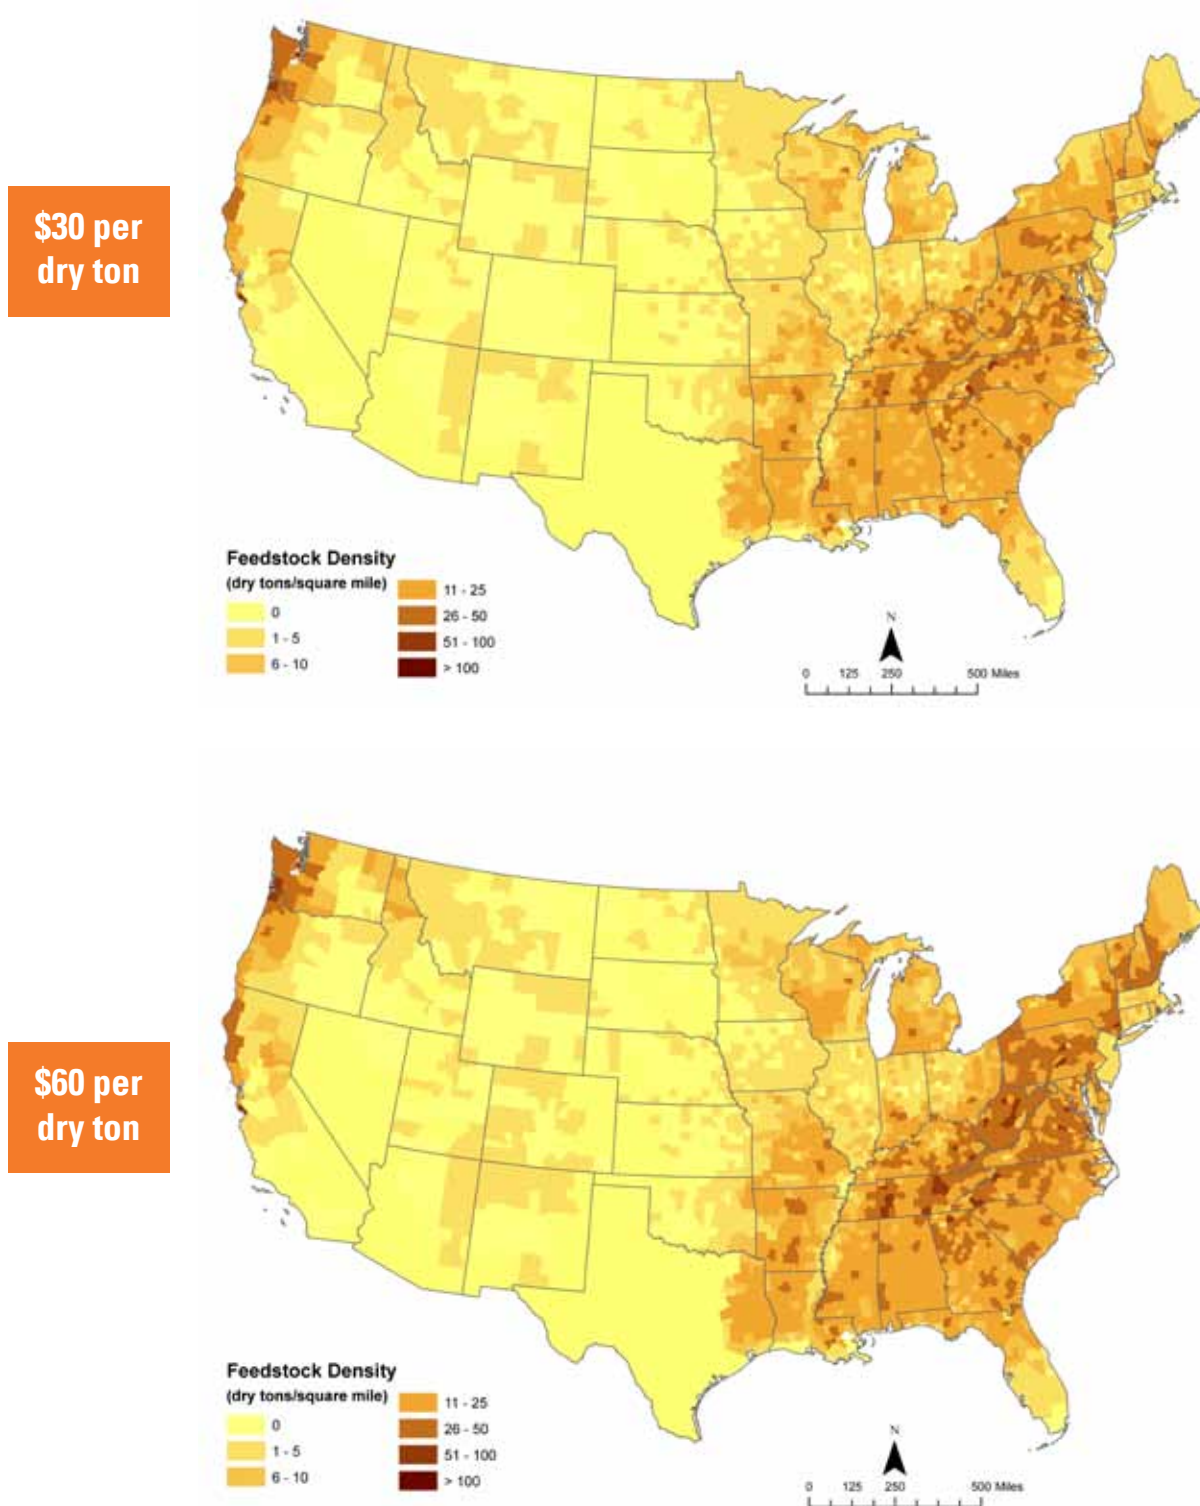 $30 per
dry ton
Feedstock Density
(dry tons/square mile)
0
1 - 5
6 - 10
11 - 25
26 - 50
51 - 100
> 100
N
0 125 250 500 Miles
$60 per
dry ton
Feedstock Density
(dry tons/square mile)
0
1 - 5
6 - 10
11 - 25
26 - 50
51 - 100
> 100
N
0 125 250 500 Miles